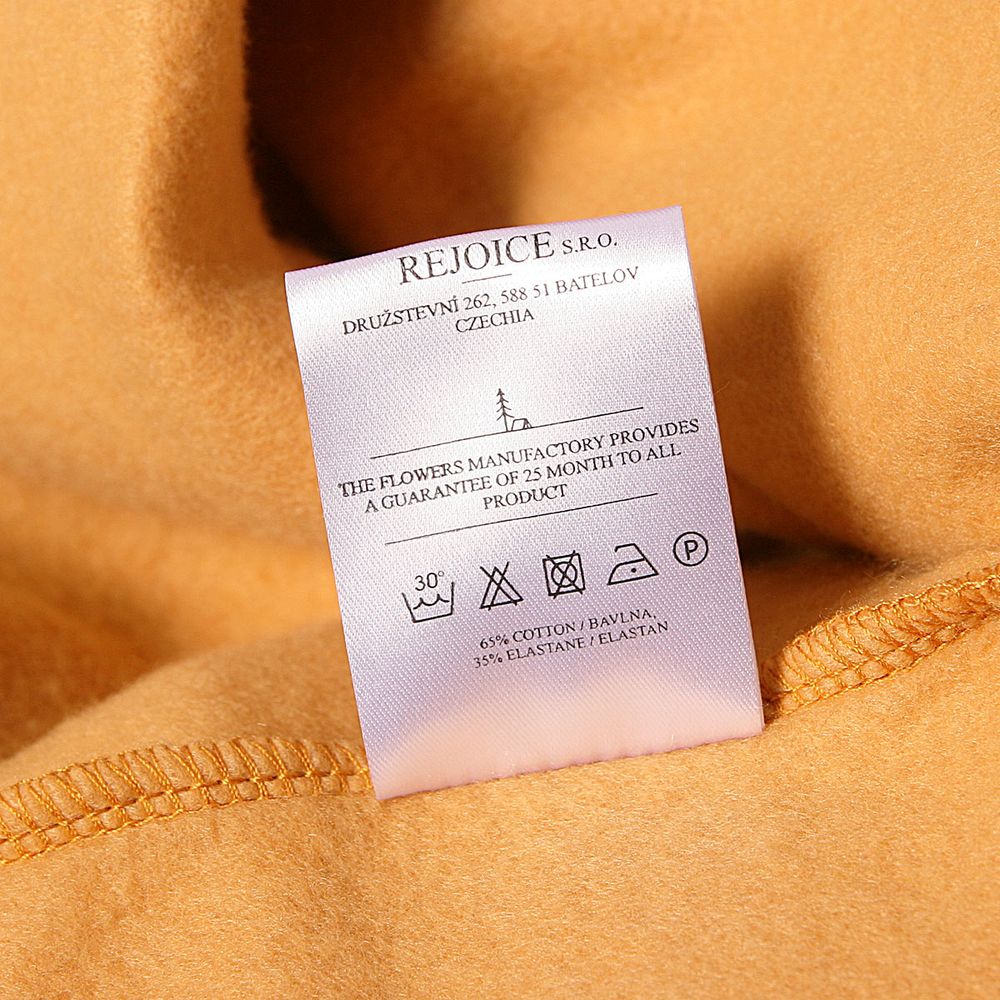 REJOICE S.R.O.
DRUŽSTEVNÍ 262, 588 51 BATELOV
CZECHIA
THE FLOWERS MANUFACTORY PROVIDES
A GUARANTEE OF 25 MONTH TO ALL
PRODUCT
30°
P
65% COTTON / BAVLNA,
35% ELASTANE / ELASTAN